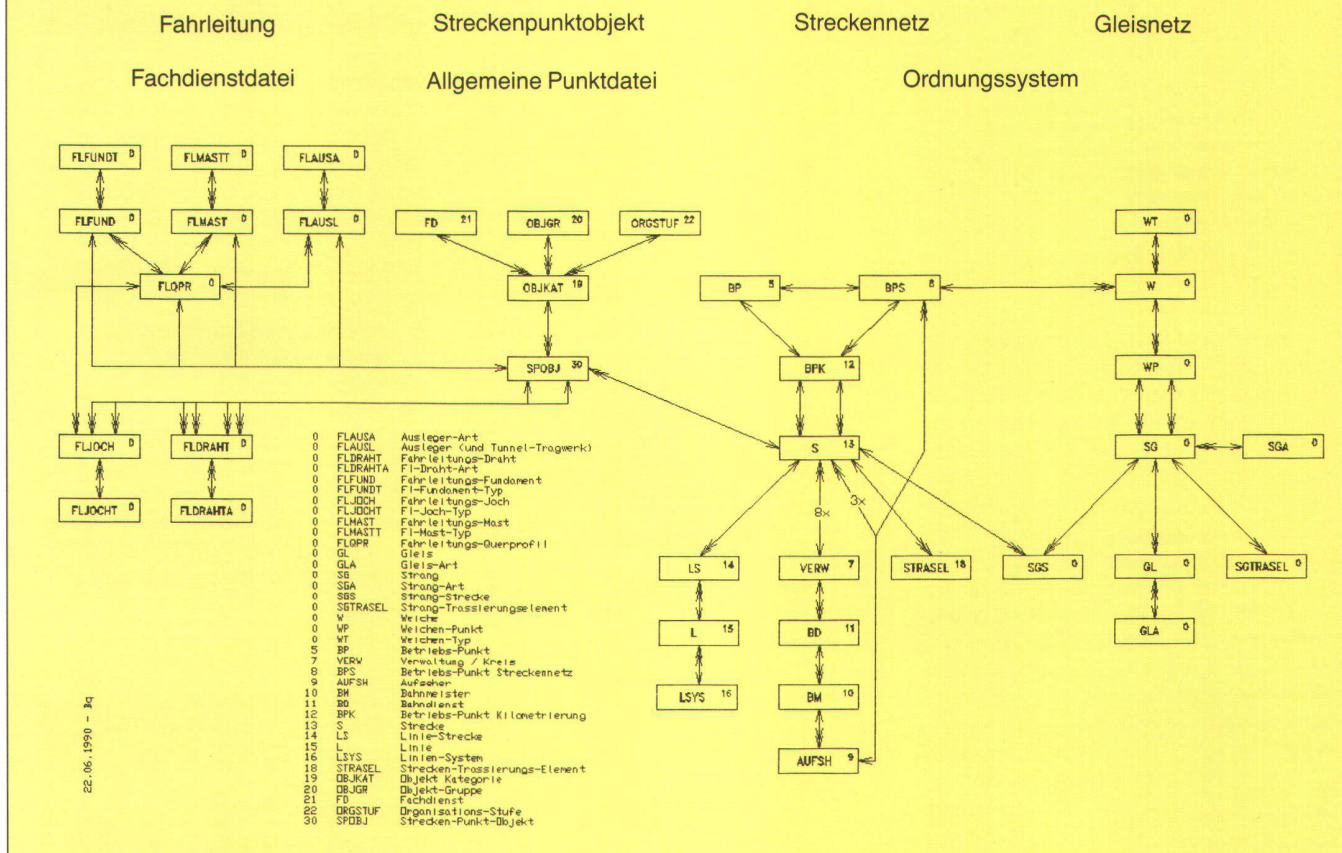 Fahrleitung Streckenpunktobjekt Streckennetz Gleisnetz
Fachdienstdatei Allgemeine Punktdatei Ordnungssystem
FLFUNDT 0 FLMASTT 0 FLAUSA 0
FLFUND 0 FLMAST 0 FLAUSL 0 FD 21 OBJGR 20 ORGSTUF 22 WT 0
FLQPR 0 OBJKAT 19 BP 5 BPS 8 W 0
SPOBJ 30 BPK 12 WP 0
FLJOCH 0 FLDRAHT 0 S 13 SG 0 SGA 0
FLJOCHT 0 FLDRAHTA 0
8x 3x
LS 14 VERW 7 STRASEL 18 SGS 0 GL 0 SGTRASEL 0
L 15 BD 11 GLA 0
LSYS 16 BM 10
AUFSH 9
0 FLAUSA Ausleger-Art
0 FLAUSL Ausleger (und Tunnel-Tragwerk)
0 FLDRAHT Fahrleitungs-Draht
0 FLDRAHTA Fl-Draht-Art
0 FLFUND Fahrleitungs-Fundament
0 FLFUNDT Fl-Fundament-Typ
0 FLJOCH Fahrleitungs-Joch
0 FLJOCHT Fl-Joch-Typ
0 FLMAST Fahrleitungs-Mast
0 FLMASTT Fl-Mast-Typ
0 FLQPR Fahrleitungs-Querprofil
0 GL Gleis
0 GLA Gleis-Art
0 SG Strang
0 SGA Strang-Art
0 SGS Strang-Strecke
0 SGTRASEL Strang-Trassierungselement
0 W Weiche
0 WP Weichen-Punkt
0 WT Weichen-Typ
5 BP Betriebs-Punkt
7 VERW Verwaltung / Kreis
8 BPS Betriebs-Punkt Streckennetz
9 AUFSH Aufseher
10 BM Bahnmeister
11 BD Bahndienst
12 BPK Betriebs-Punkt Kilometrierung
13 S Strecke
14 LS Linie-Strecke
15 L Linie
16 LSYS Linien-System
18 STRASEL Strecken-Trassierungs-Element
19 OBJKAT Objekt Kategorie
20 OBJGR Objekt-Gruppe
21 FD Fachdienst
22 ORGSTUF Organisations-Stufe
30 SPOBJ Strecken-Punkt-Objekt
22.06.1990 - Bq